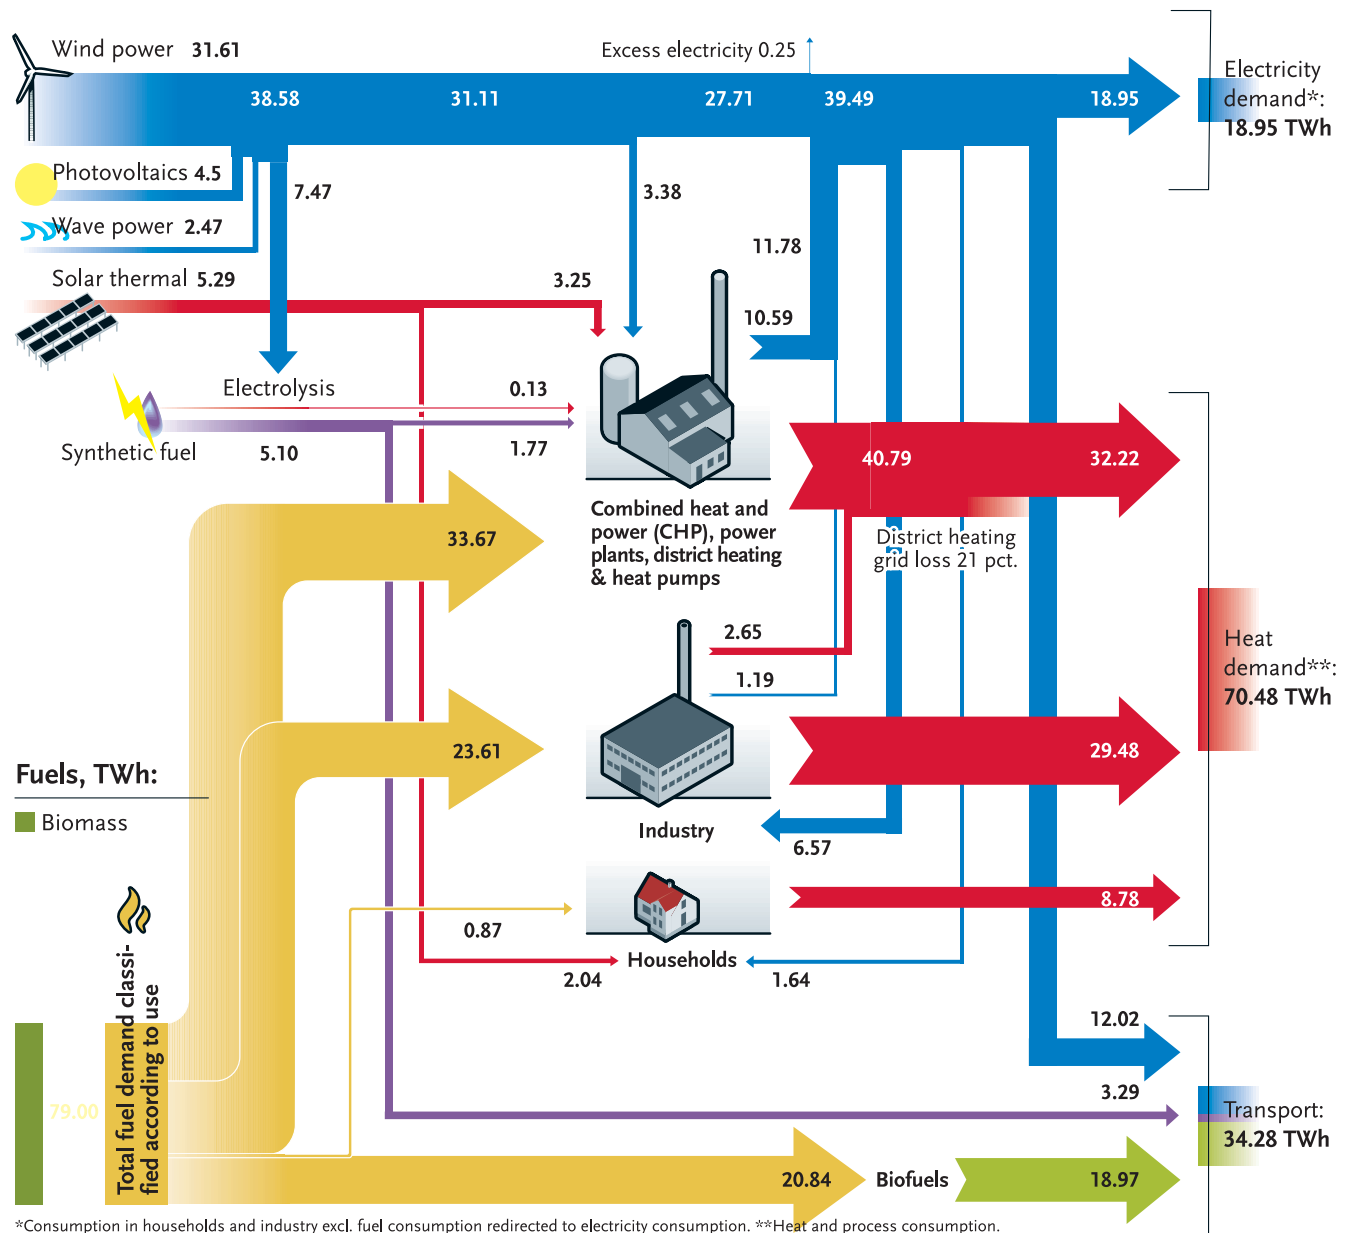 Wind power 31.61
Excess electricity 0.25
Electricity
demand*:
18.95 TWh
38.58
31.11
27.71
39.49
18.95
Photovoltaics 4.5
7.47
3.38
Wave power 2.47
11.78
Solar thermal 5.29
3.25
10.59
Electrolysis
0.13
Synthetic fuel
5.10
1.77
40.79
32.22
Combined heat and
power (CHP), power
plants, district heating
& heat pumps
District heating
grid loss 21 pct.
33.67
2.65
1.19
Heat
demand**:
70.48 TWh
23.61
29.48
Fuels, TWh:
Biomass
Industry
6.57
8.78
0.87
Households
2.04
1.64
Total fuel demand classi-
fied according to use
79.00
12.02
3.29
Transport:
34.28 TWh
20.84
Biofuels
18.97
*Consumption in households and industry excl. fuel consumption redirected to electricity consumption. **Heat and process consumption.